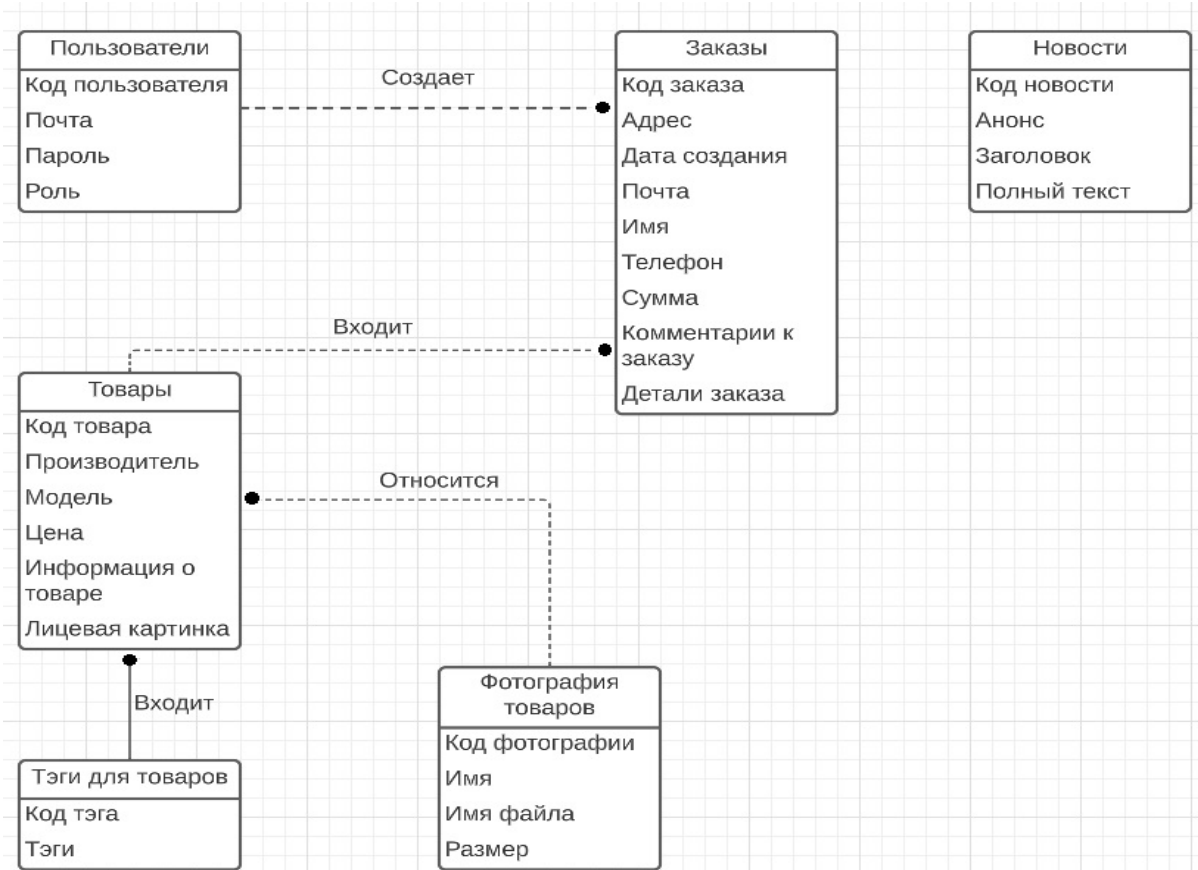 Пользователи
Код пользователя
Почта
Пароль
Роль
Создает
Заказы
Код заказа
Адрес
Дата создания
Почта
Имя
Телефон
Сумма
Комментарии к
заказу
Детали заказа
Новости
Код новости
Анонс
Заголовок
Полный текст
Входит
Товары
Код товара
Производитель
Модель
Цена
Информация о
товаре
Лицевая картинка
Относится
Входит
Тэги для товаров
Код тэга
Тэги
Фотография
товаров
Код фотографии
Имя
Имя файла
Размер